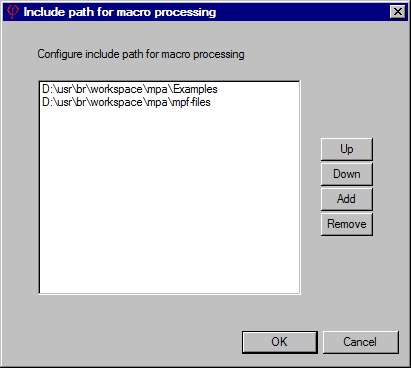 Include path for macro processing
Configure include path for macro processing
D:\usr\br\workspace\mpa\Examples
D:\usr\br\workspace\mpa\mpf-files
Up
Down
Add
Remove
OK
Cancel